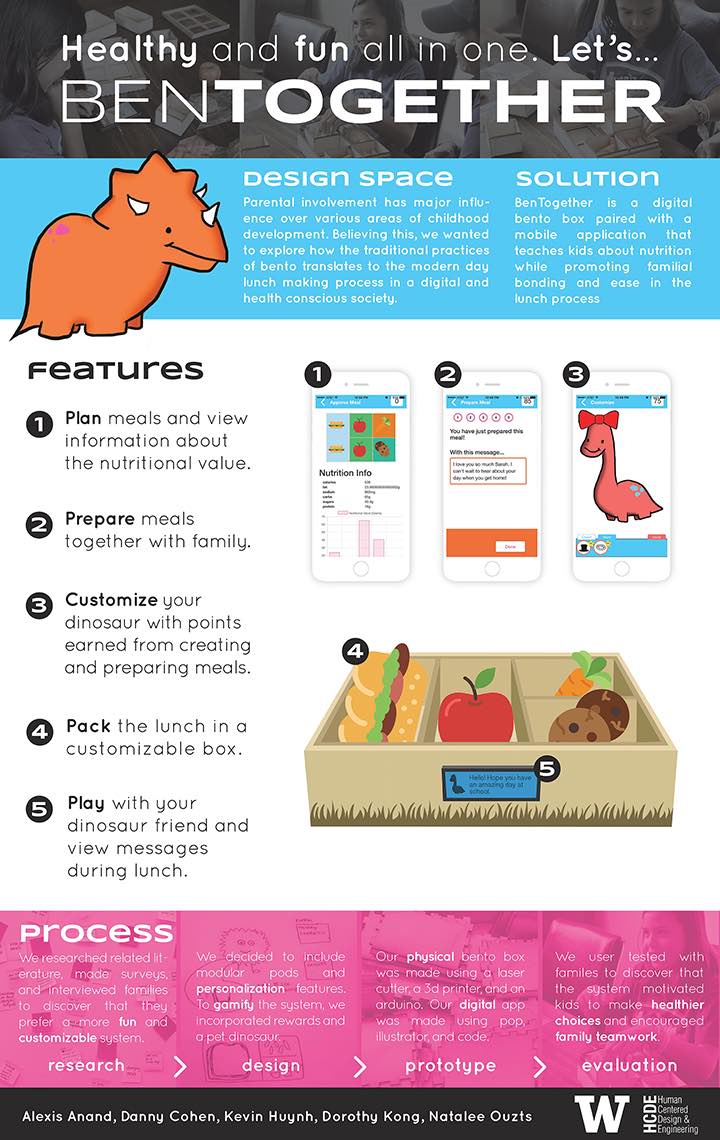 Healthy and fun all in one. Let's...
BENTOGETHER
Design Space
Parental involvement has major influ-
ence over various areas of childhood
development. Believing this, we wanted
to explore how the traditional practices
of bento translates to the modern day
lunch making process in a digital and
health conscious society.
Solution
BenTogether is a digital
bento box paired with a
mobile application that
teaches kids about nutrition
while promoting familial
bonding and ease in the
lunch process
Features
1 Plan meals and view
information about
the nutritional value.
2 Prepare meals
together with family.
3 Customize your
dinosaur with points
earned from creating
and preparing meals.
4 Pack the lunch in a
customizable box.
5 Play with your
dinosaur friend and
view messages
during lunch.
1
Approve Meal
0
Nutrition Info
calories
fat
sodium
carbs
sugars
protein
2
Prepare Meal
85
1 2 3 4 5
You have just prepared this
meal!
With this message...
I love you so much Sarah, I
can't wait to hear about your
day when you get home!
Done
3
Customize
75
4
5
Hello! Hope you have
an amazing day at
school.
Process
We researched related lit-
erature, made surveys,
and interviewed families
to discover that they
prefer a more fun and
customizable system.
research
We decided to include
modular pods and
personalization features.
To gamify the system, we
incorporated rewards and
a pet dinosaur.
design
Our physical bento box
was made using a laser
cutter, a 3d printer, and an
arduino. Our digital app
was made using pop,
illustrator, and code.
prototype
We user tested with
familes to discover that
the system motivated
kids to make healthier
choices and encouraged
family teamwork.
evaluation
Alexis Anand, Danny Cohen, Kevin Huynh, Dorothy Kong, Natalee Ouzts
W
HCDE
Human
Centered
Design &
Engineering